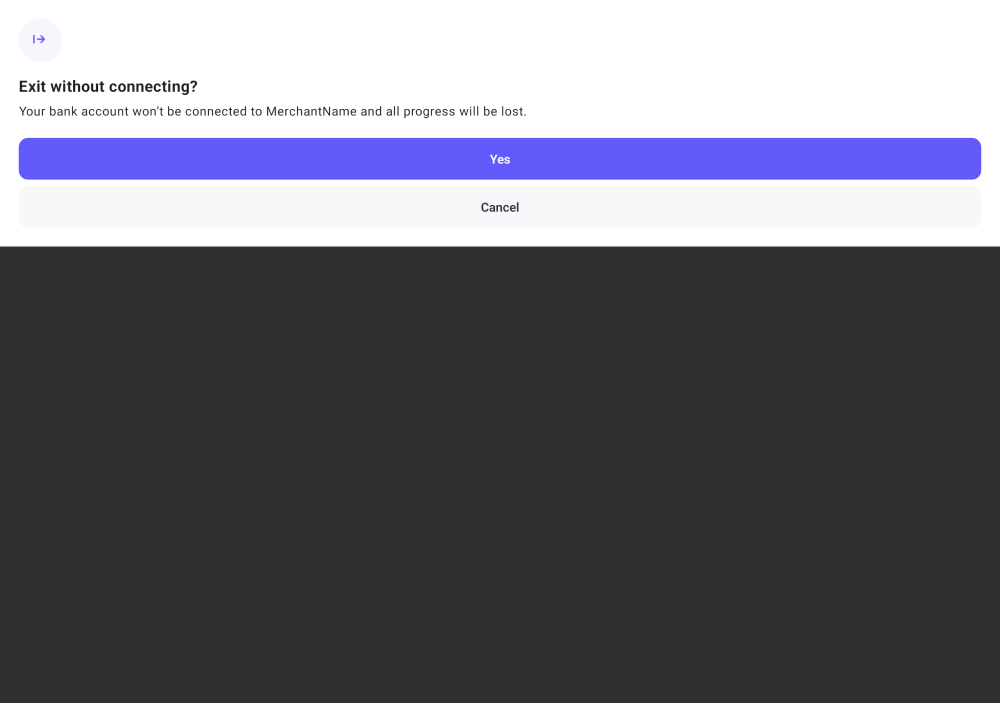 Exit without connecting?
Your bank account won’t be connected to MerchantName and all progress will be lost.
Yes
Cancel